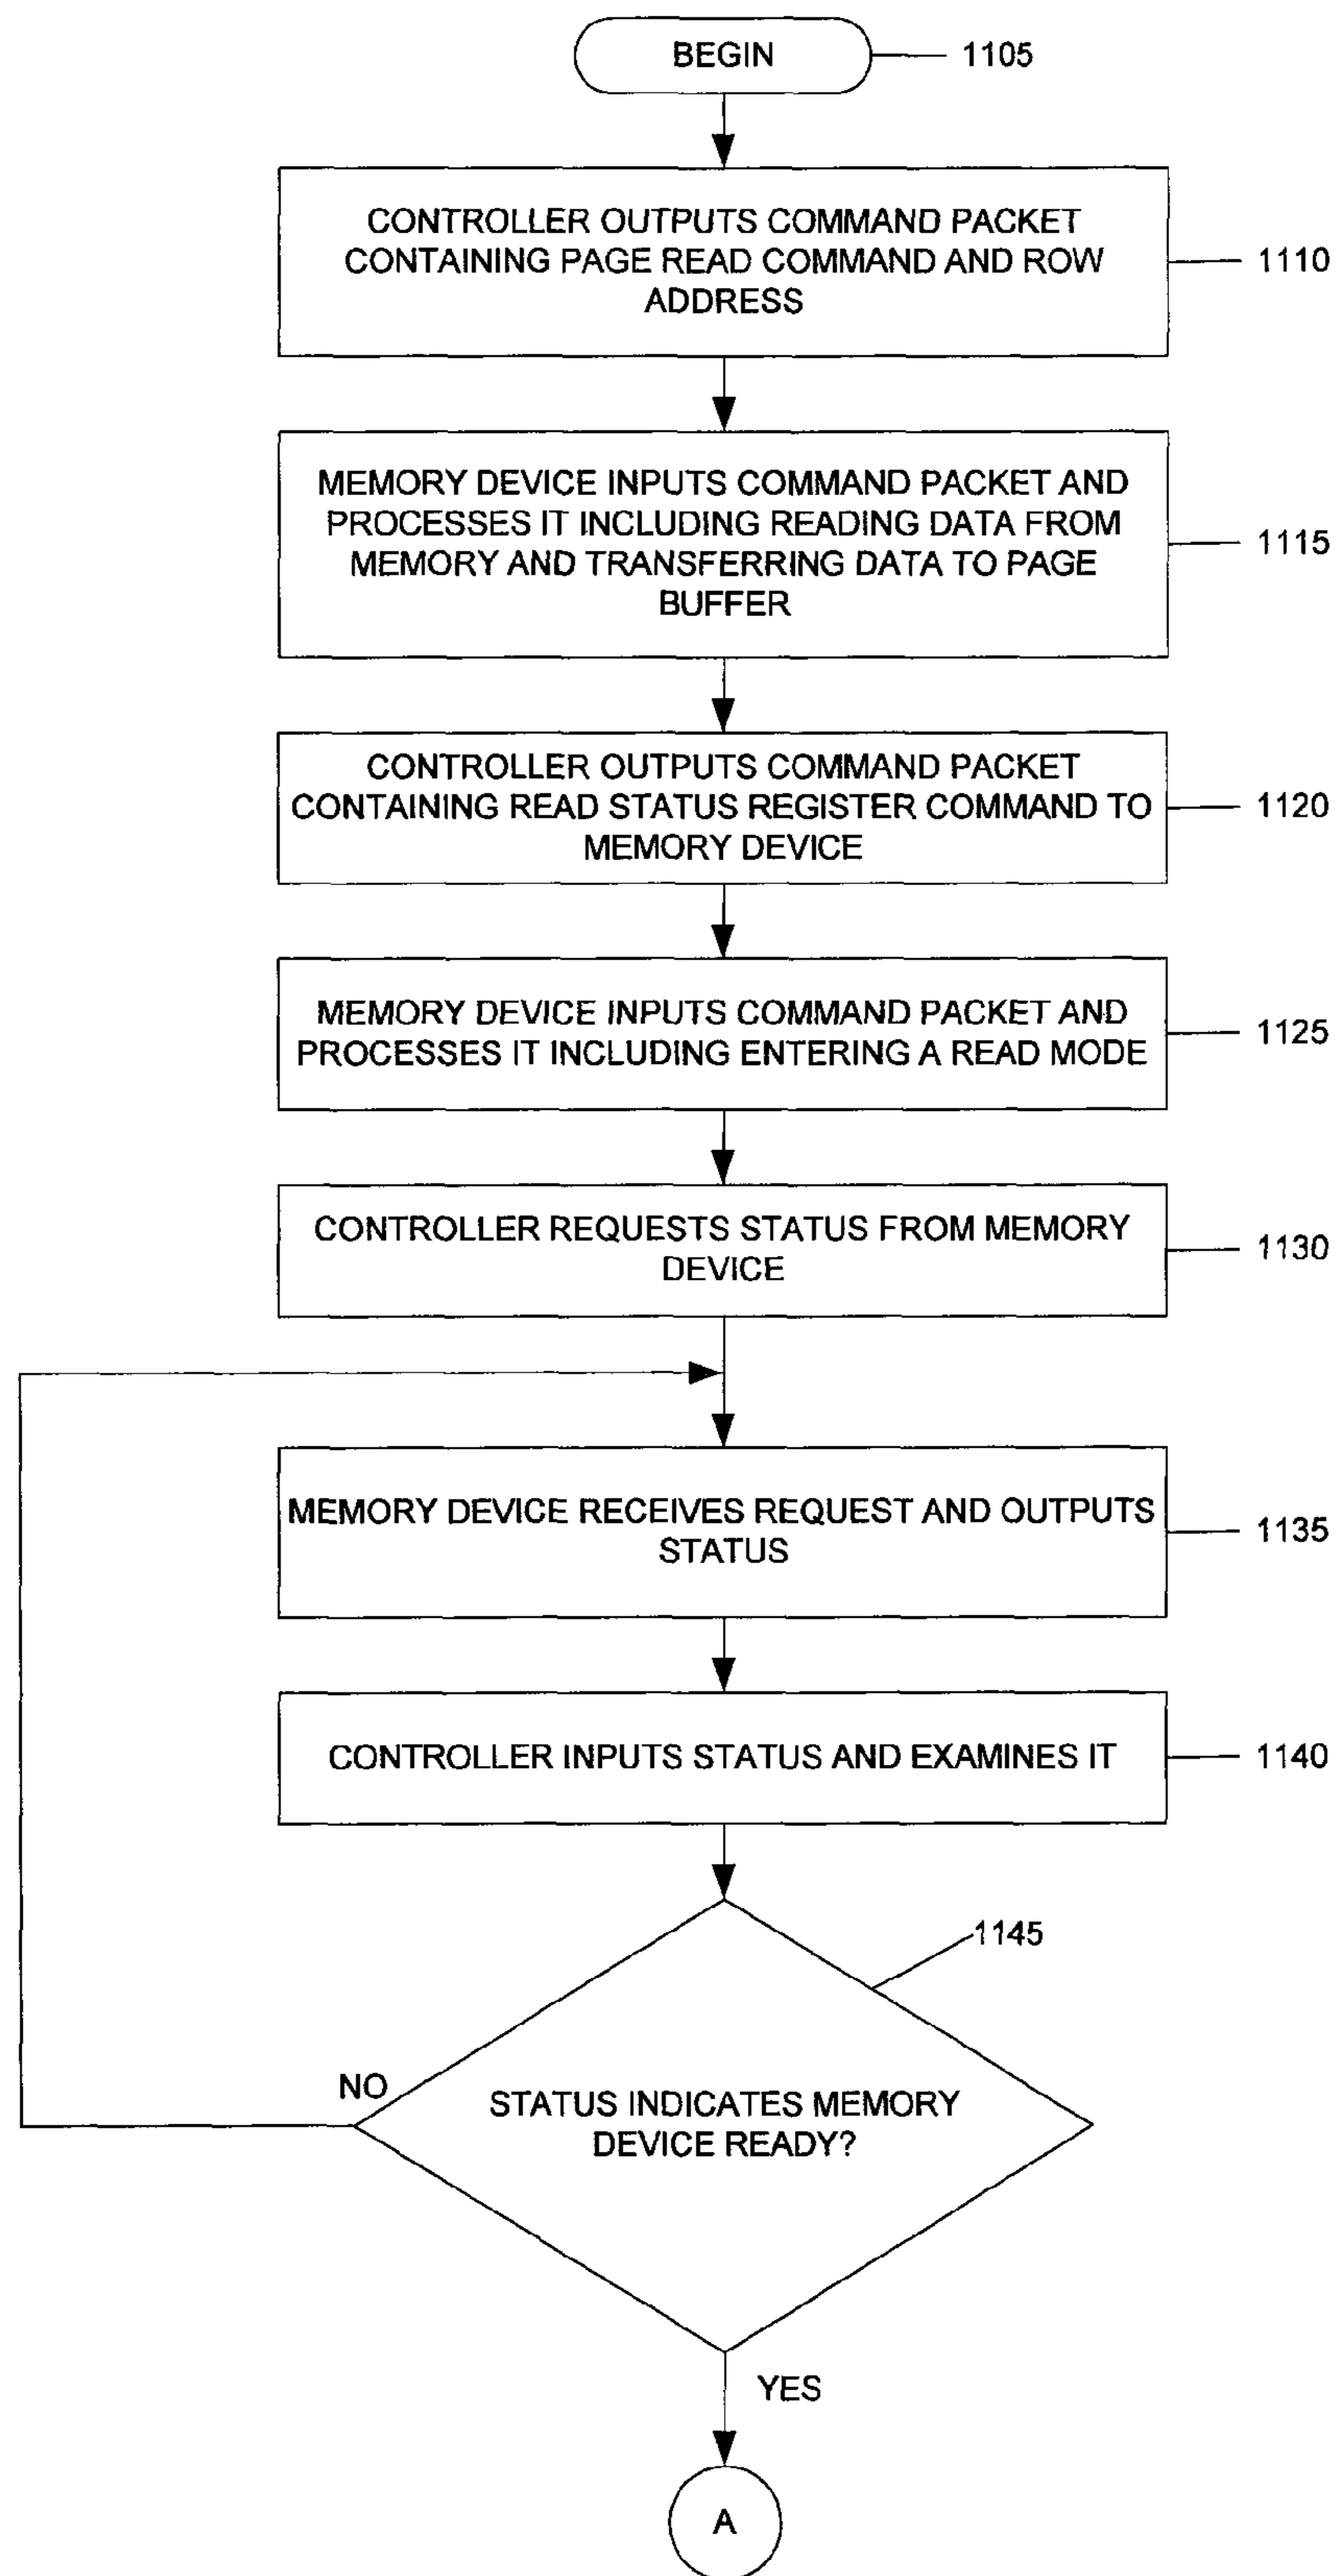 BEGIN
1105
CONTROLLER OUTPUTS COMMAND PACKET
CONTAINING PAGE READ COMMAND AND ROW
ADDRESS
1110
MEMORY DEVICE INPUTS COMMAND PACKET AND
PROCESSES IT INCLUDING READING DATA FROM
MEMORY AND TRANSFERRING DATA TO PAGE
BUFFER
1115
CONTROLLER OUTPUTS COMMAND PACKET
CONTAINING READ STATUS REGISTER COMMAND TO
MEMORY DEVICE
1120
MEMORY DEVICE INPUTS COMMAND PACKET AND
PROCESSES IT INCLUDING ENTERING A READ MODE
1125
CONTROLLER REQUESTS STATUS FROM MEMORY
DEVICE
1130
MEMORY DEVICE RECEIVES REQUEST AND OUTPUTS
STATUS
1135
CONTROLLER INPUTS STATUS AND EXAMINES IT
1140
1145
NO
STATUS INDICATES MEMORY
DEVICE READY?
YES
A